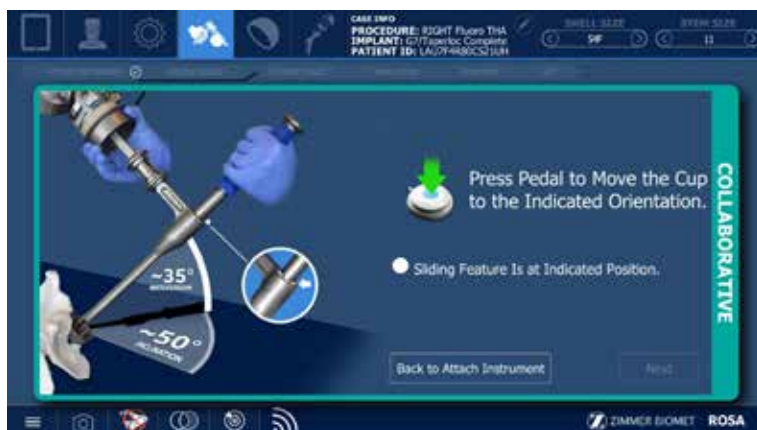 CASE INFO
PROCEDURE: RIGHT Fluoro THA
IMPLANT: G7/Taperloc Complete
SHELL SIZE
54F
STEM SIZE
11
Press Pedal to Move the Cup
to the Indicated Orientation.
Sliding Feature Is at Indicated Position.
~35°
ANTEVERSION
~50°
INCLINATION
COLLABORATIVE
Back to Attach Instrument
Next
ZIMMER BIOMET
ROSA